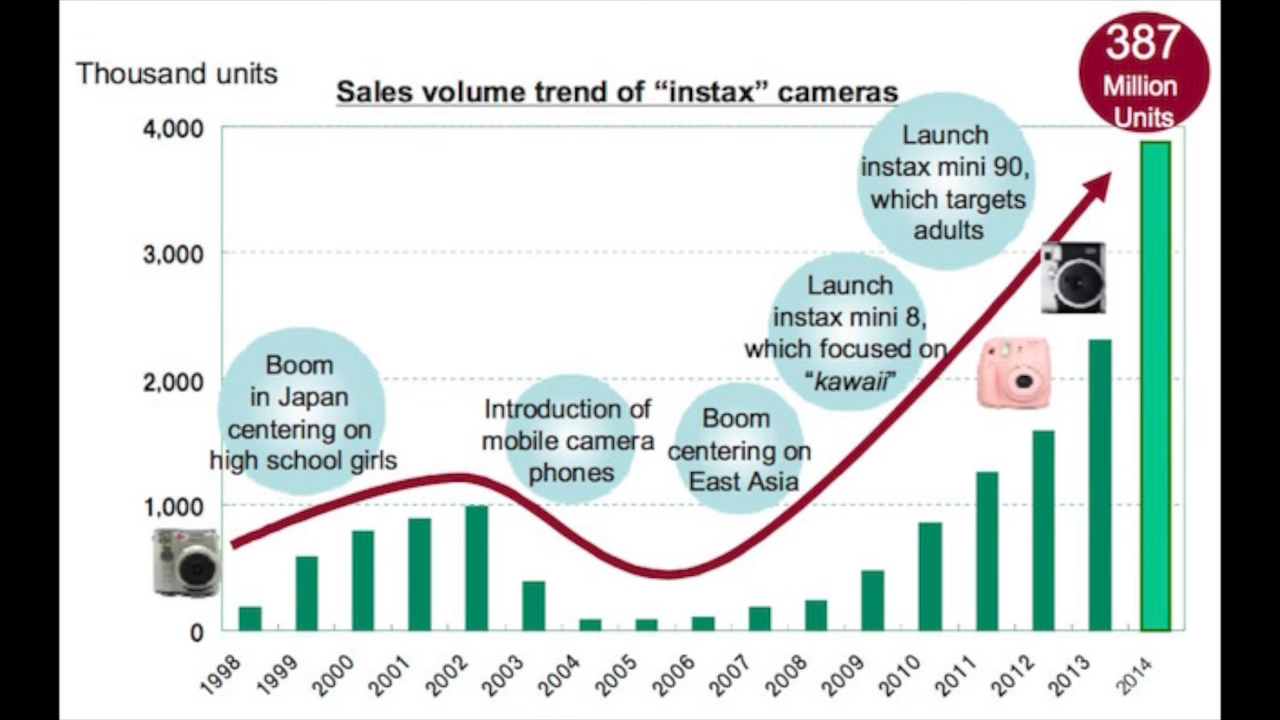 387
Million
Units
Thousand units
Sales volume trend of “instax” cameras
4,000
3,000
2,000
1,000
0
Boom
in Japan
centering on
high school girls
Introduction of
mobile camera
phones
Boom
centering on
East Asia
Launch
instax mini 8,
which focused on
“kawaii”
Launch
instax mini 90,
which targets
adults
1998
1999
2000
2001
2002
2003
2004
2005
2006
2007
2008
2009
2010
2011
2012
2013
2014